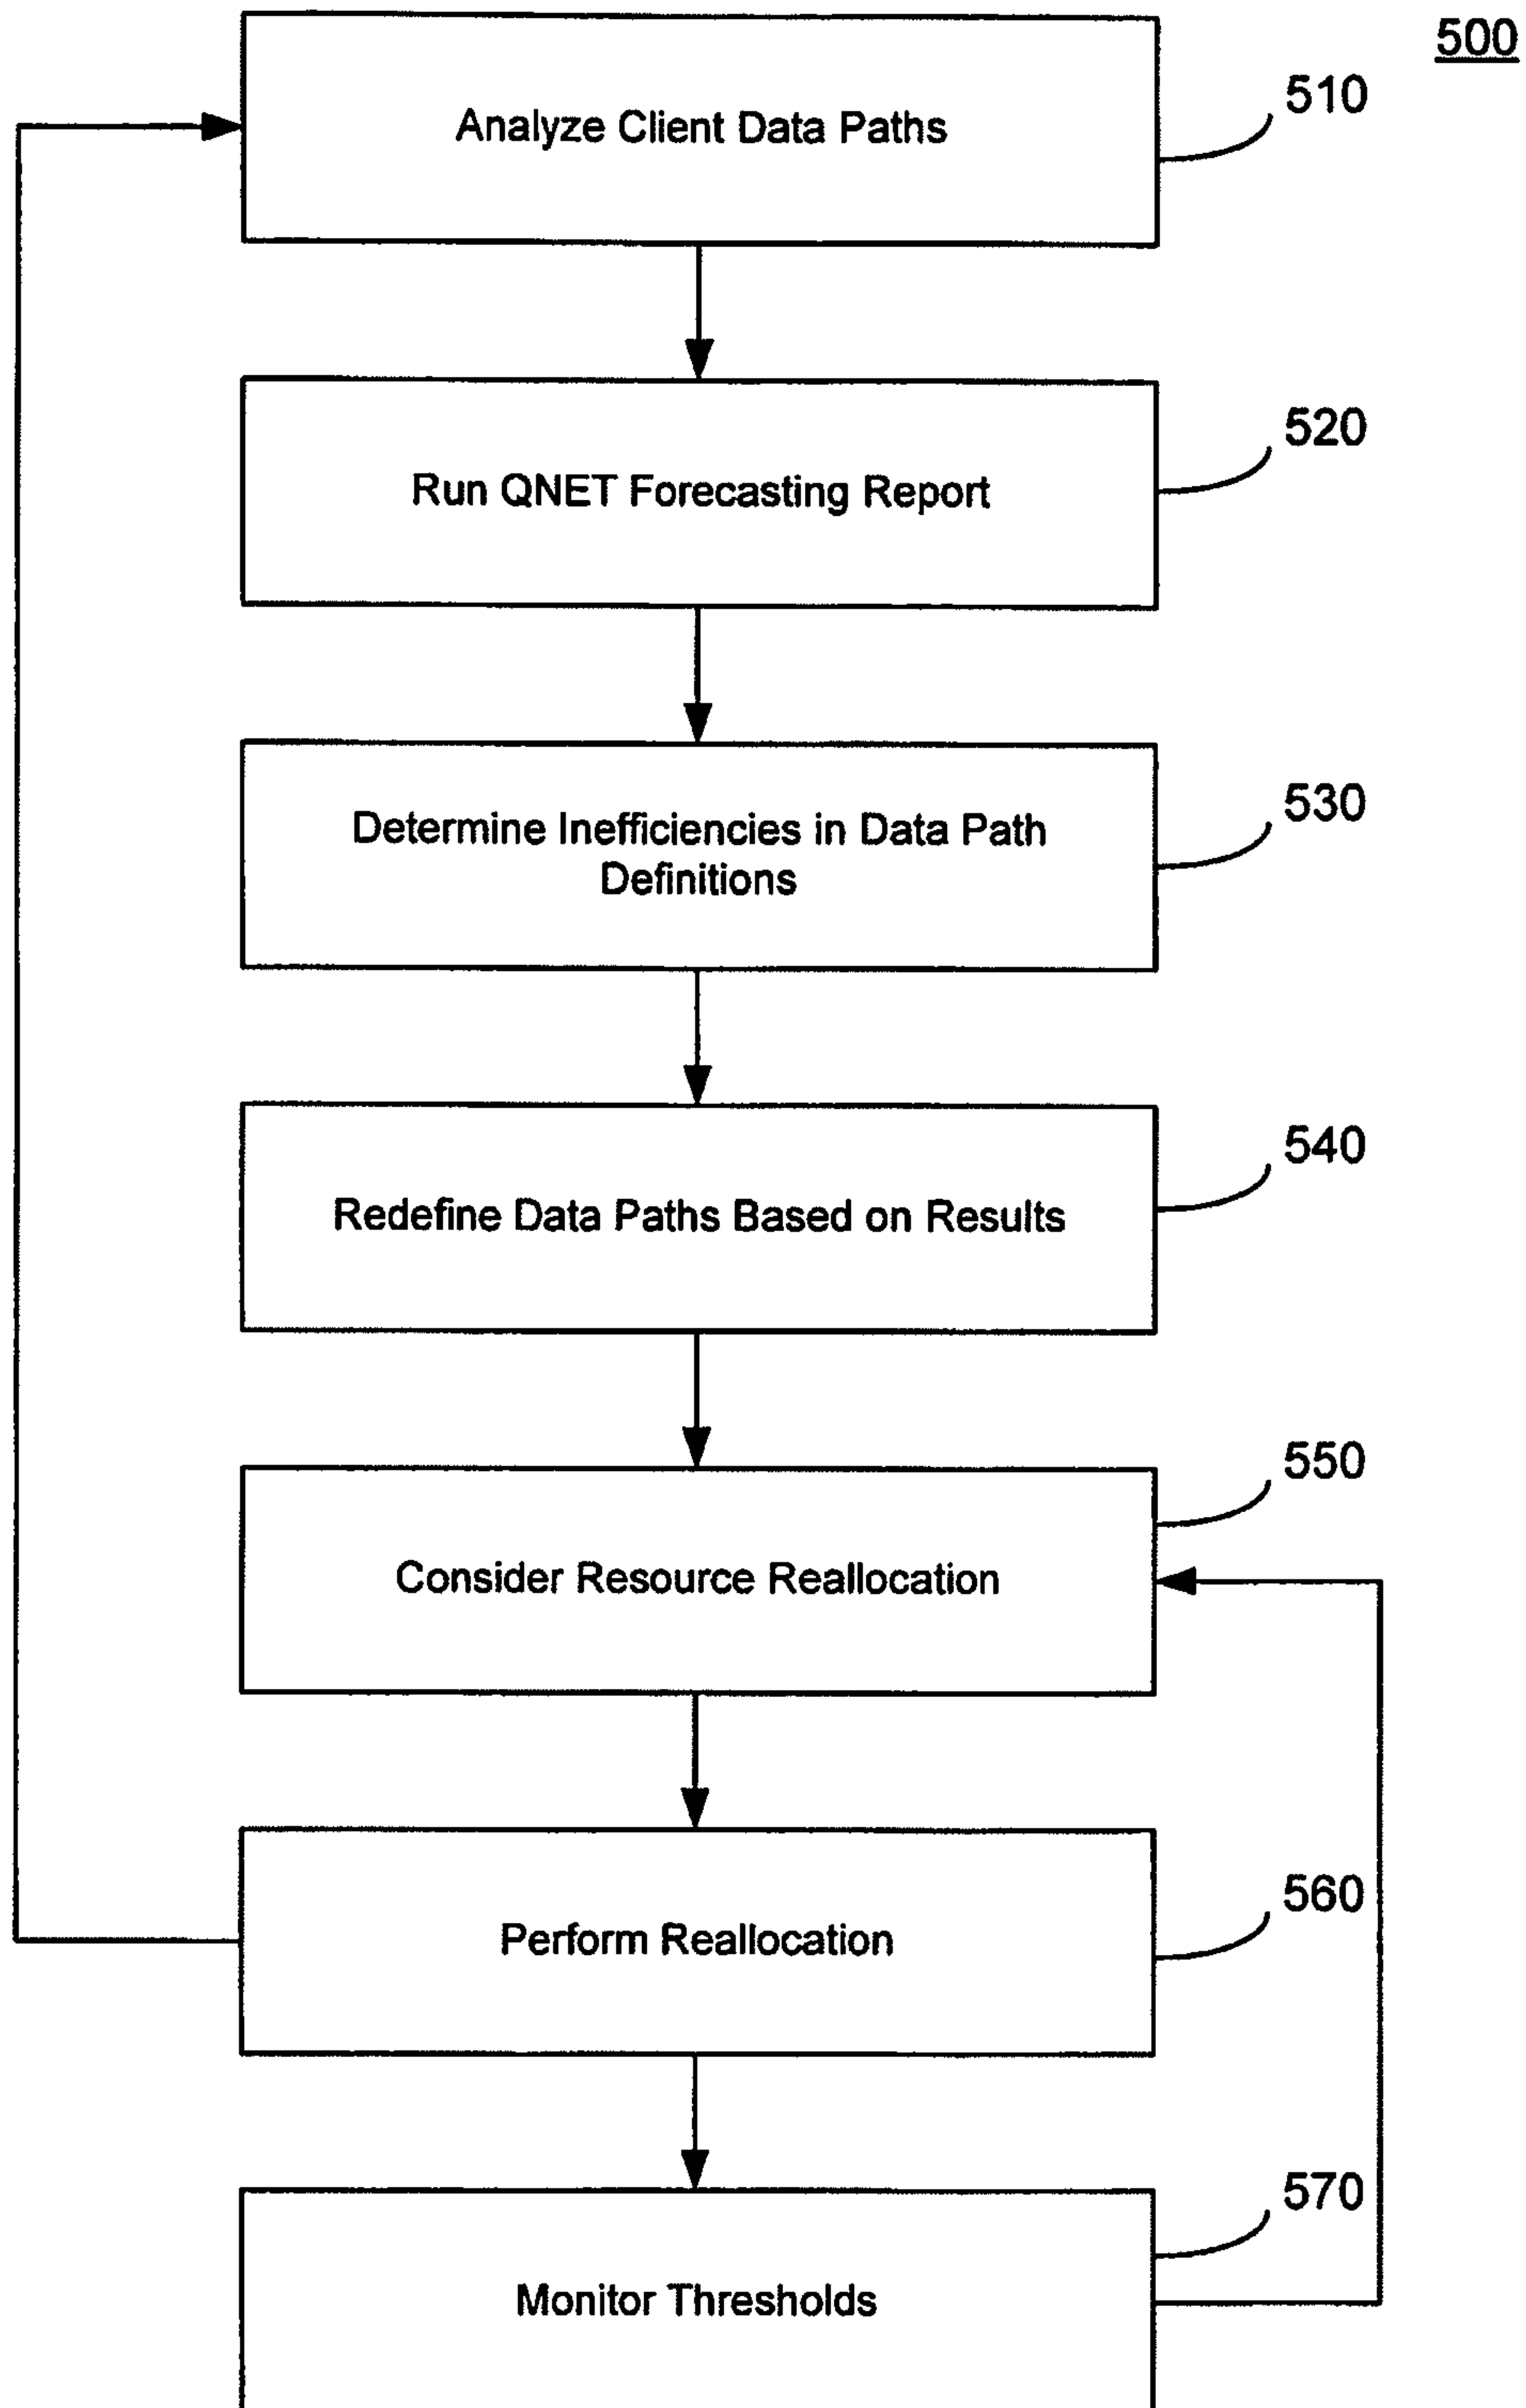 500
Analyze Client Data Paths
510
Run QNET Forecasting Report
520
Determine Inefficiencies in Data Path
Definitions
530
Redefine Data Paths Based on Results
540
Consider Resource Reallocation
550
Perform Reallocation
560
Monitor Thresholds
570